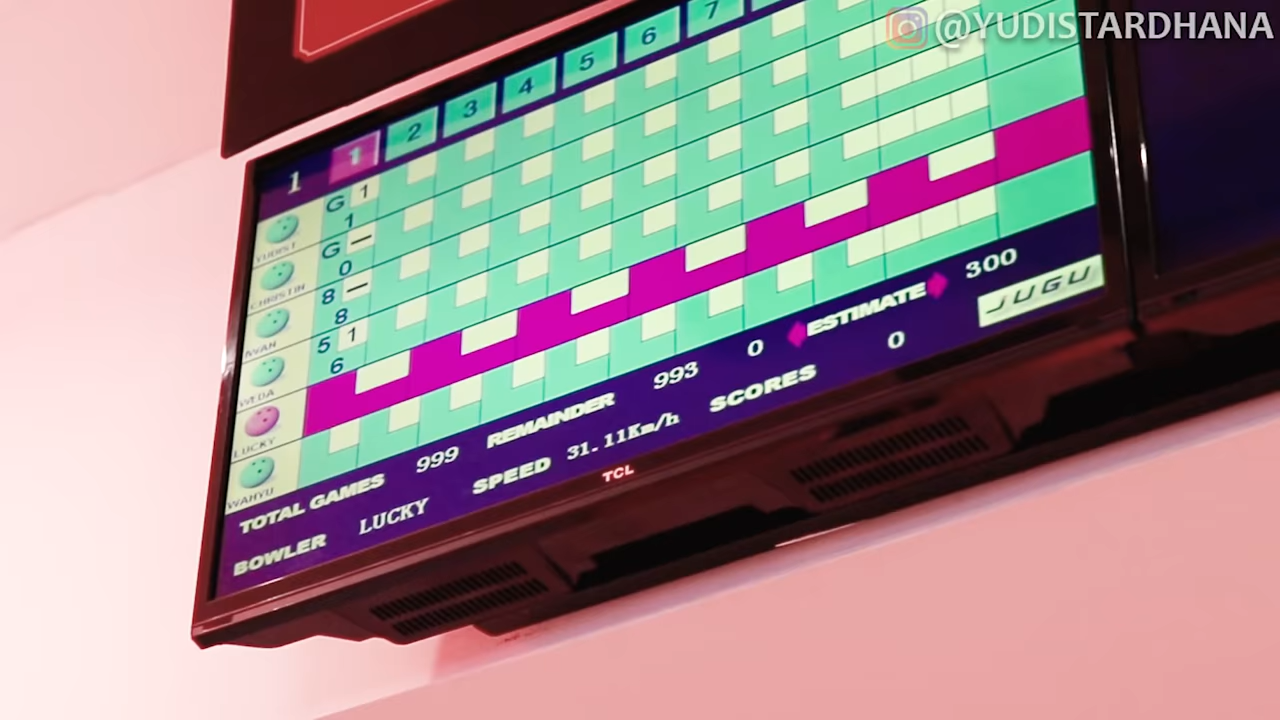 @YUDISTARDHANA
1 1 2 3 4 5 6 7
YUDIST G 1
1
CHRISTIN G —
0
IWAN 8 —
8
WEDA 5 1
6
LUCKY
WAHYU
TOTAL GAMES 999 REMAINDER 993 0 ESTIMATE 300
BOWLER LUCKY SPEED 31.11Km/h SCORES 0
JUGU
TCL